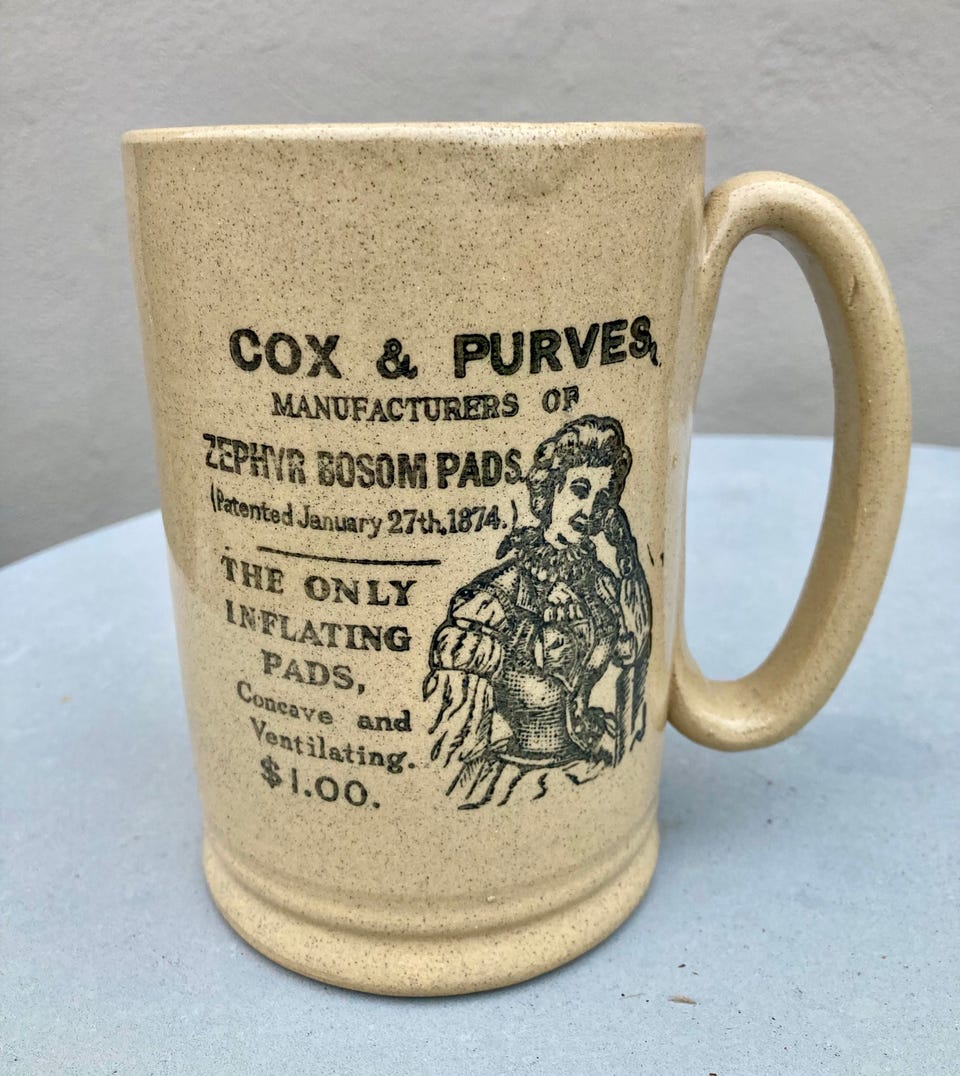 COX & PURVES,
MANUFACTURERS OF
ZEPHYR BOSOM PADS.
(Patented January 27th, 1874.)
THE ONLY
INFLATING
PADS,
Concave and
Ventilating.
$1.00.